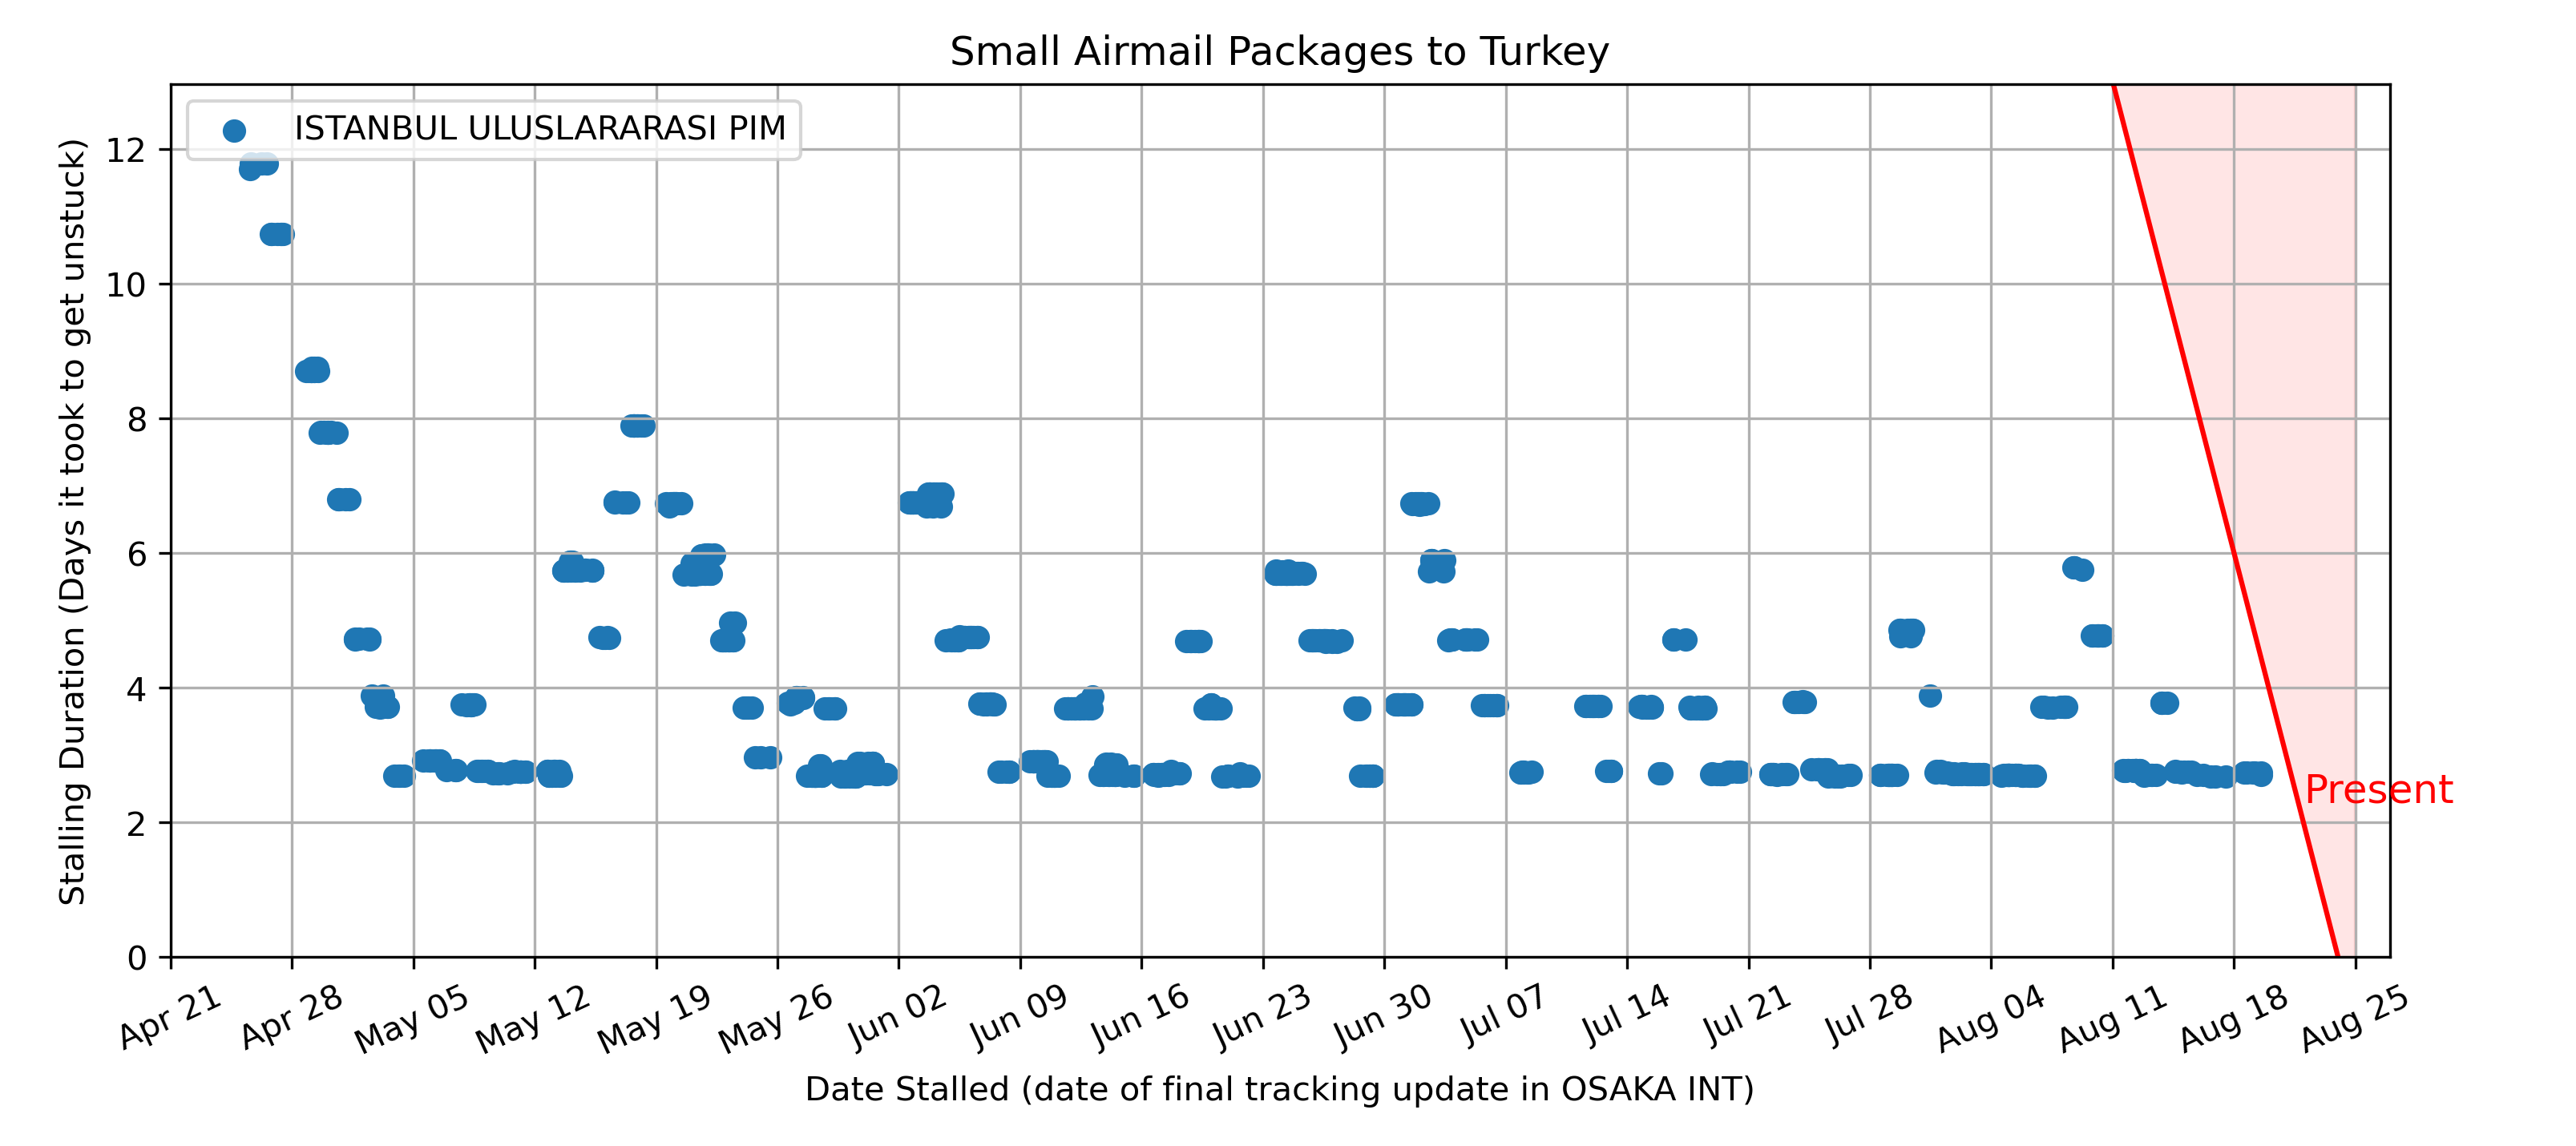 Small Airmail Packages to Turkey
ISTANBUL ULUSLARARASI PIM
Stalling Duration (Days it took to get unstuck)
12
10
8
6
4
2
0
Present
Apr 21
Apr 28
May 05
May 12
May 19
May 26
Jun 02
Jun 09
Jun 16
Jun 23
Jun 30
Jul 07
Jul 14
Jul 21
Jul 28
Aug 04
Aug 11
Aug 18
Aug 25
Date Stalled (date of final tracking update in OSAKA INT)